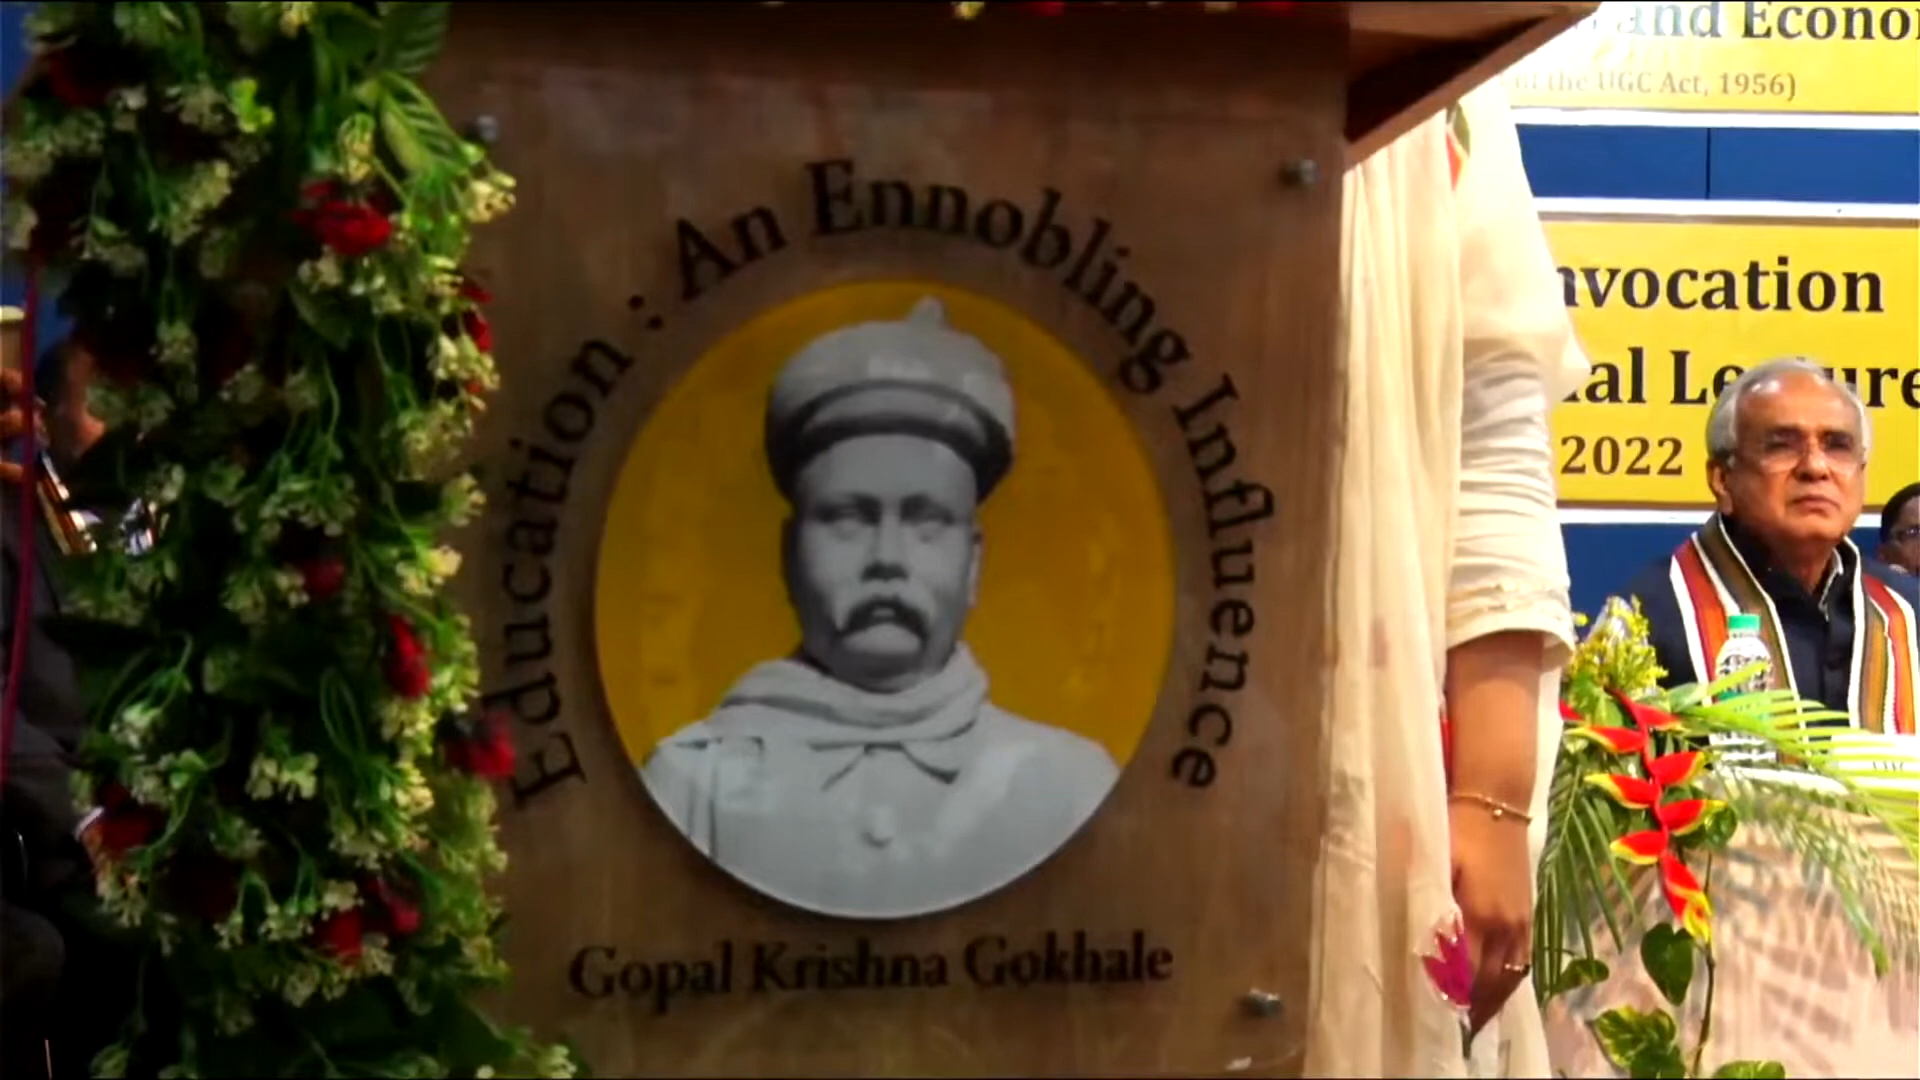 and Econo
the UGC Act, 1956)
Education : An Ennobling Influence
nvocation
al Lecture
2022
Gopal Krishna Gokhale